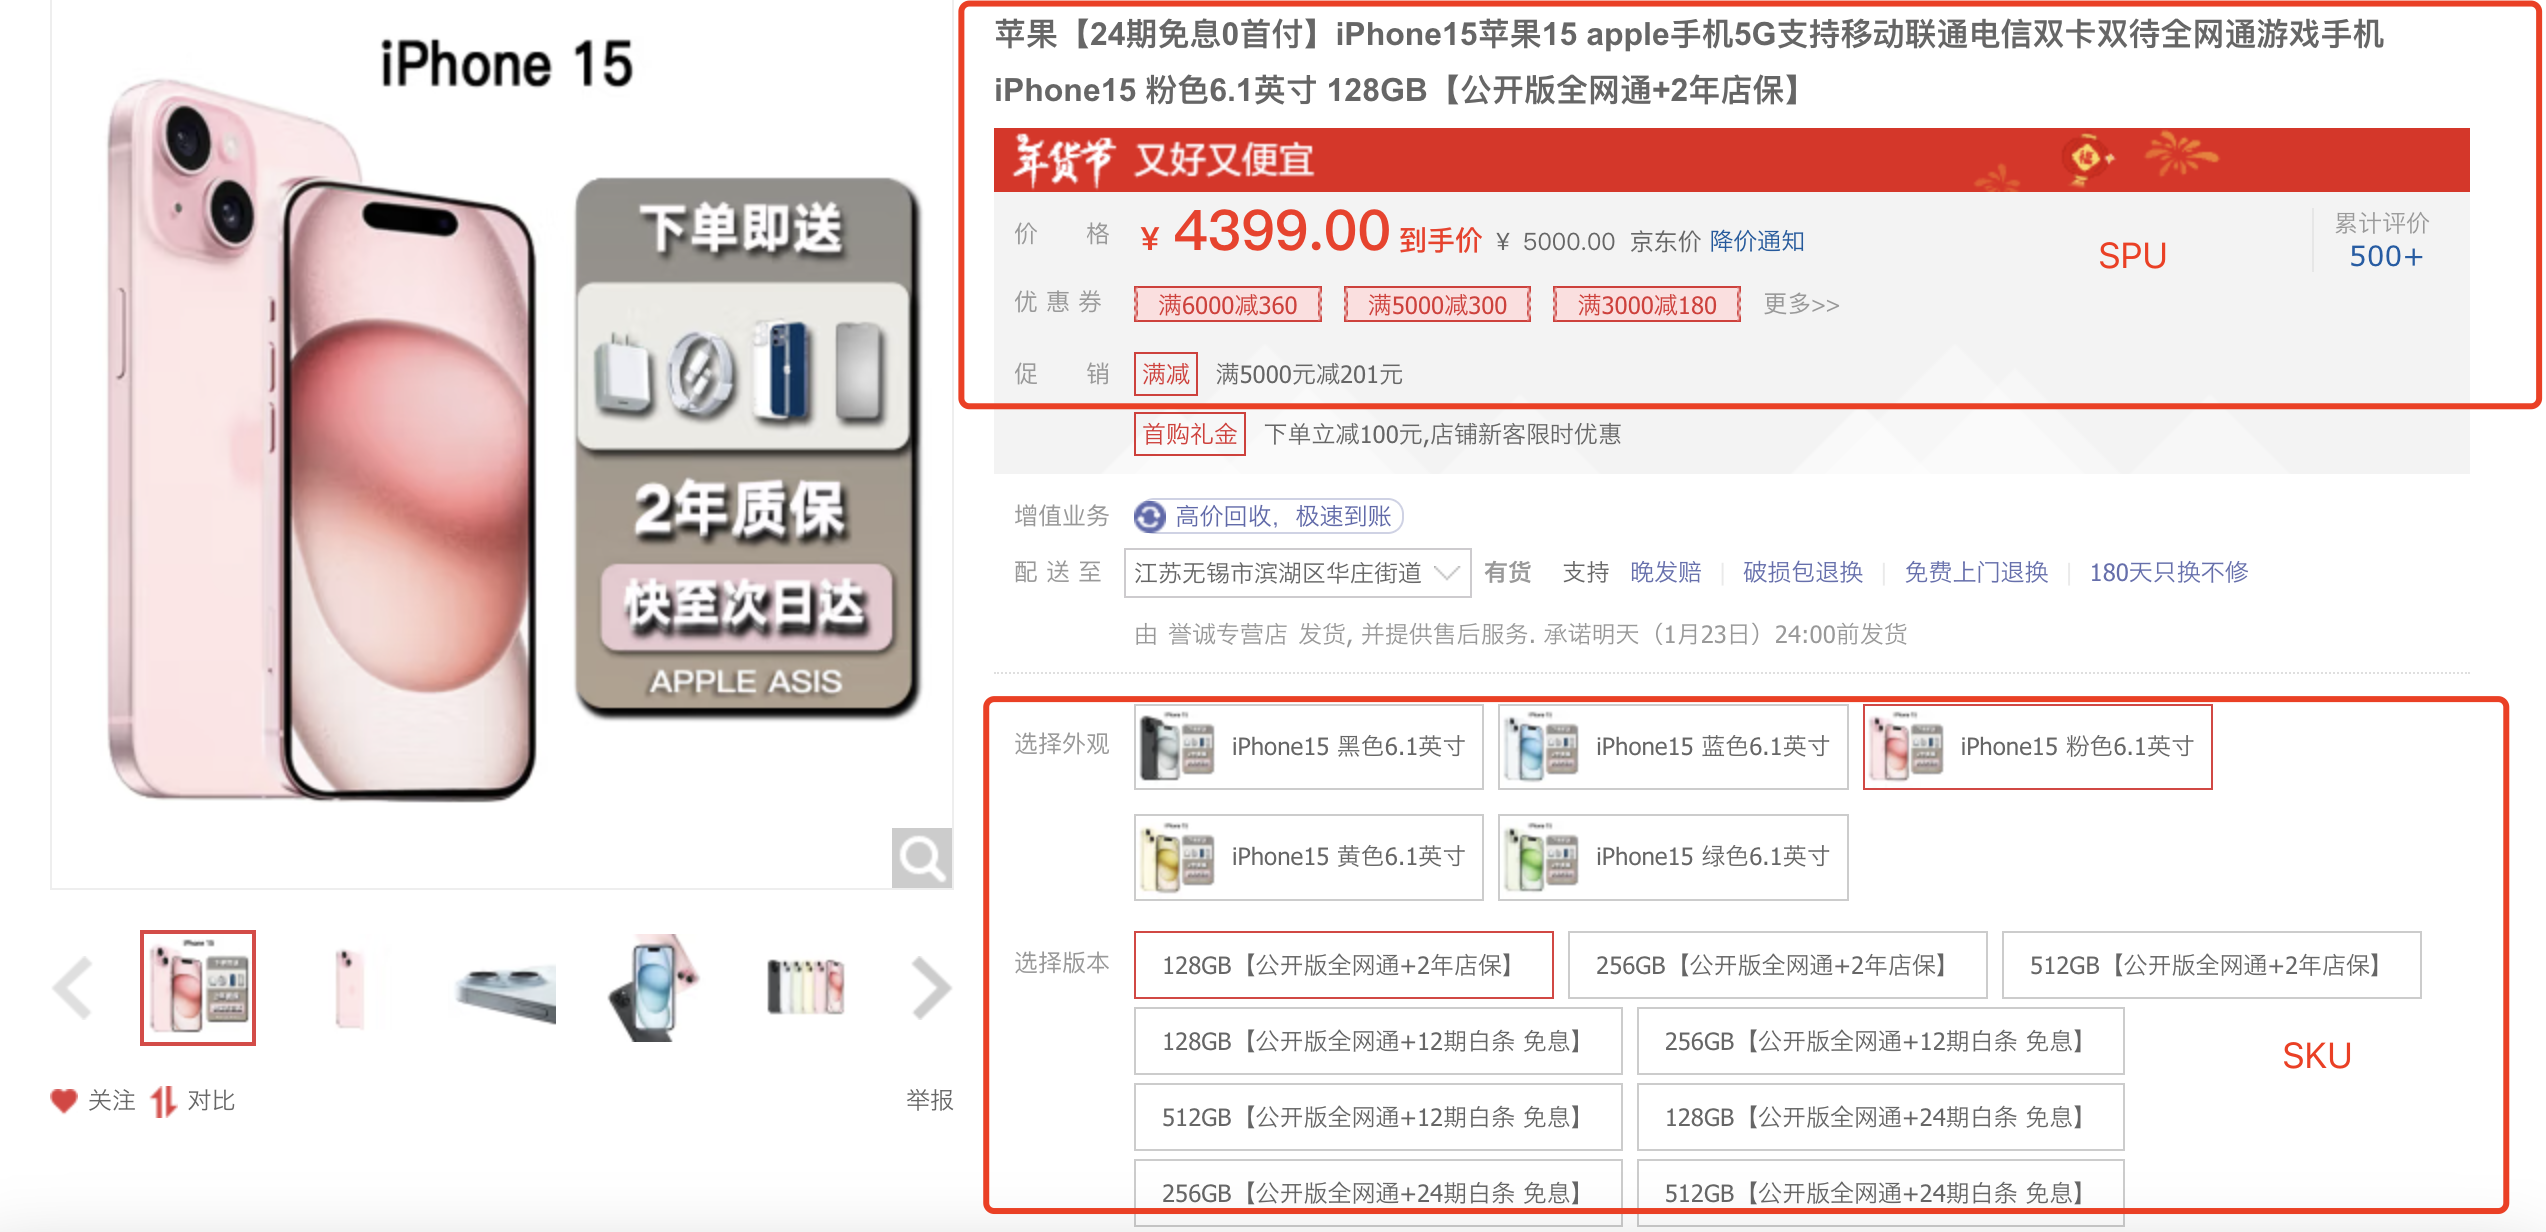 iPhone 15
下单即送
2年质保
快至次日达
APPLE ASIS
关注 对比
举报
苹果【24期免息0首付】iPhone15苹果15 apple手机5G支持移动联通电信双卡双待全网通游戏手机
iPhone15 粉色6.1英寸 128GB【公开版全网通+2年店保】
年货节 又好又便宜
价格 ¥ 4399.00 到手价 ¥ 5000.00 京东价 降价通知
累计评价
500+
SPU
优惠券 满6000减360 满5000减300 满3000减180 更多>>
促销 满减 满5000元减201元
首购礼金 下单立减100元,店铺新客限时优惠
增值业务 高价回收，极速到账
配送至 江苏无锡市滨湖区华庄街道 有货 支持 晚发赔 破损包退换 免费上门退换 180天只换不修
由 誉诚专营店 发货, 并提供售后服务. 承诺明天（1月23日）24:00前发货
选择外观 iPhone15 黑色6.1英寸 iPhone15 蓝色6.1英寸 iPhone15 粉色6.1英寸
iPhone15 黄色6.1英寸 iPhone15 绿色6.1英寸
选择版本 128GB【公开版全网通+2年店保】 256GB【公开版全网通+2年店保】 512GB【公开版全网通+2年店保】
128GB【公开版全网通+12期白条 免息】 256GB【公开版全网通+12期白条 免息】
SKU
512GB【公开版全网通+12期白条 免息】 128GB【公开版全网通+24期白条 免息】
256GB【公开版全网通+24期白条 免息】 512GB【公开版全网通+24期白条 免息】